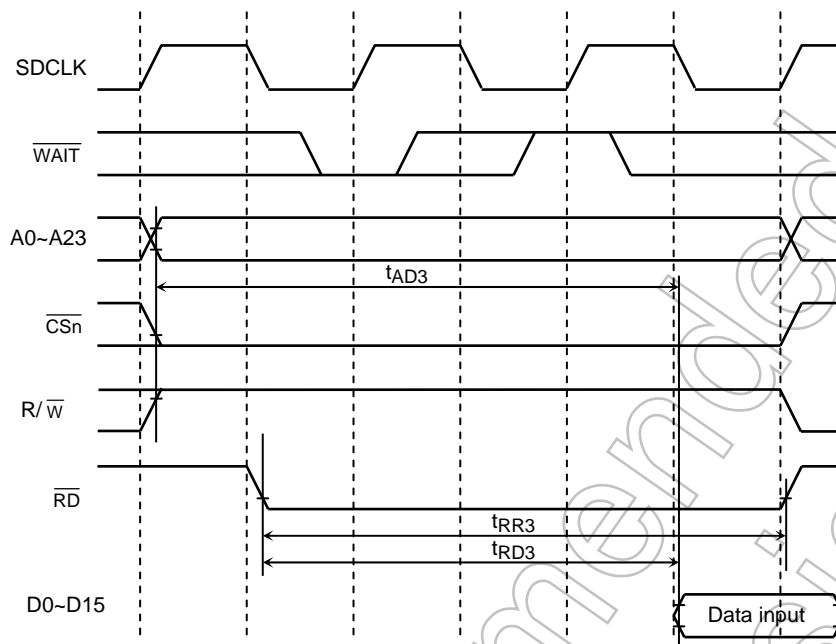 SDCLK
WAIT
A0~A23
tAD3
CSn
R/W
RD
tRR3
tRD3
D0~D15
Data input